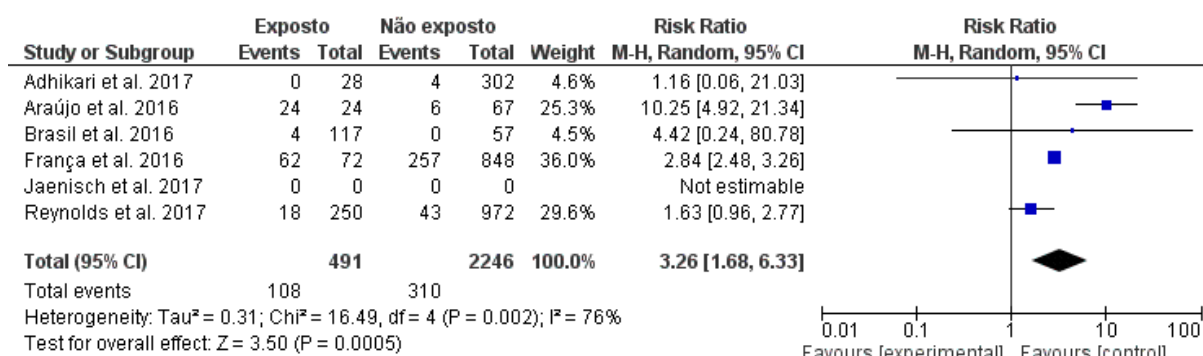 Exposto Não exposto Risk Ratio Risk Ratio
Study or Subgroup Events Total Events Total Weight M-H, Random, 95% CI M-H, Random, 95% CI
Adhikari et al. 2017 0 28 4 302 4.6% 1.16 [0.06, 21.03]
Araújo et al. 2016 24 24 6 67 25.3% 10.25 [4.92, 21.34]
Brasil et al. 2016 4 117 0 57 4.5% 4.42 [0.24, 80.78]
França et al. 2016 62 72 257 848 36.0% 2.84 [2.48, 3.26]
Jaenisch et al. 2017 0 0 0 0 Not estimable
Reynolds et al. 2017 18 250 43 972 29.6% 1.63 [0.96, 2.77]
Total (95% CI) 491 2246 100.0% 3.26 [1.68, 6.33]
Total events 108 310
Heterogeneity: Tau² = 0.31; Chi² = 16.49, df = 4 (P = 0.002); I² = 76%
Test for overall effect: Z = 3.50 (P = 0.0005)
0.01 0.1 1 10 100
Favours [experimental] Favours [control]